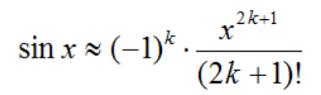 sin x ≈ (−1)^k · x^{2k+1} / (2k+1)!